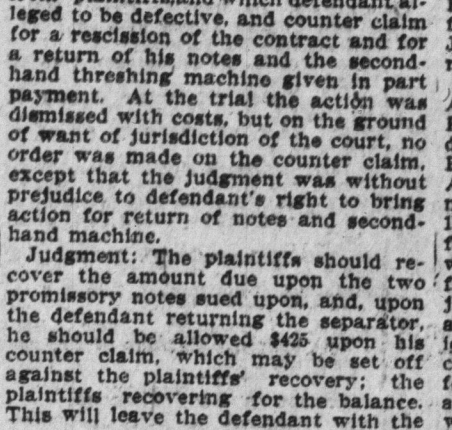 leged to be defective, and counter claim
for a rescission of the contract and for
a return of his notes and the second-
hand threshing machine given in part
payment. At the trial the action was
dismissed with costs, but on the ground
of want of jurisdiction of the court, no
order was made on the counter claim,
except that the judgment was without
prejudice to defendant's right to bring
action for return of notes and second-
hand machine.
Judgment: The plaintiffs should re-
cover the amount due upon the two
promissory notes sued upon, and, upon
the defendant returning the separator,
he should be allowed $425 upon his
counter claim, which may be set off
against the plaintiffs' recovery; the
plaintiffs recovering for the balance.
This will leave the defendant with the